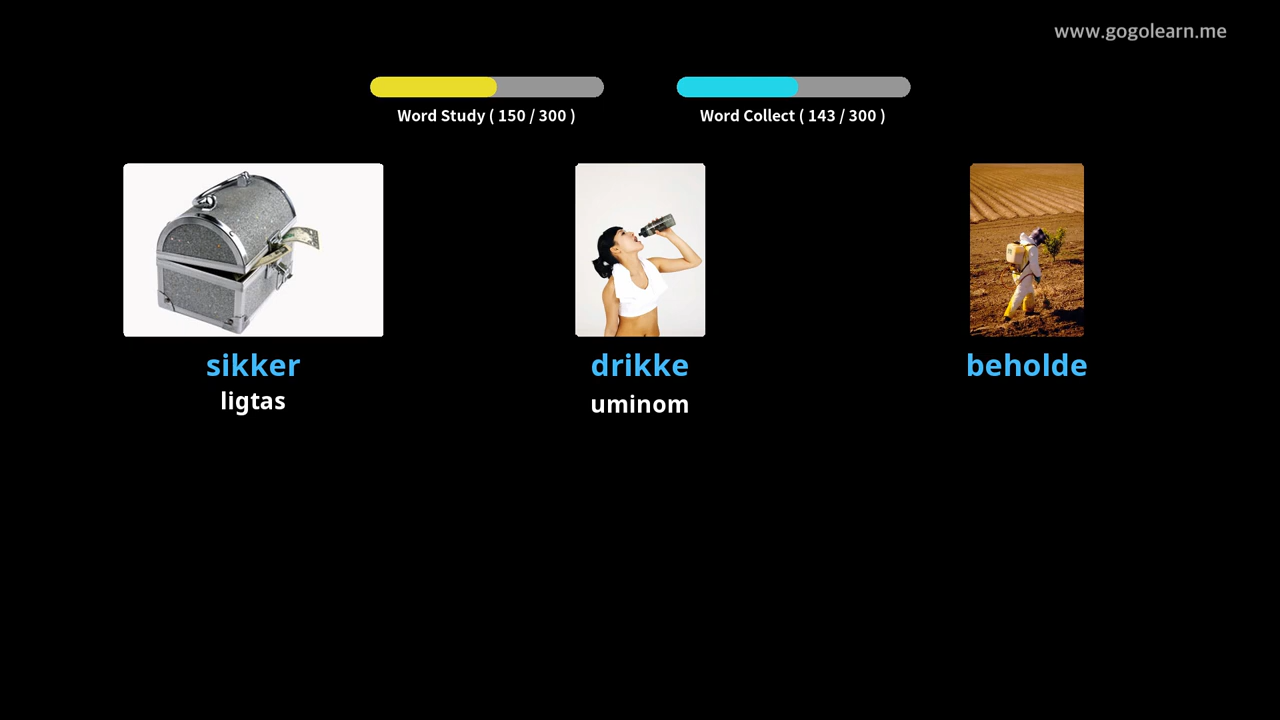 www.gogolearn.me
Word Study ( 150 / 300 )
Word Collect ( 143 / 300 )
sikker
ligtas
drikke
uminom
beholde